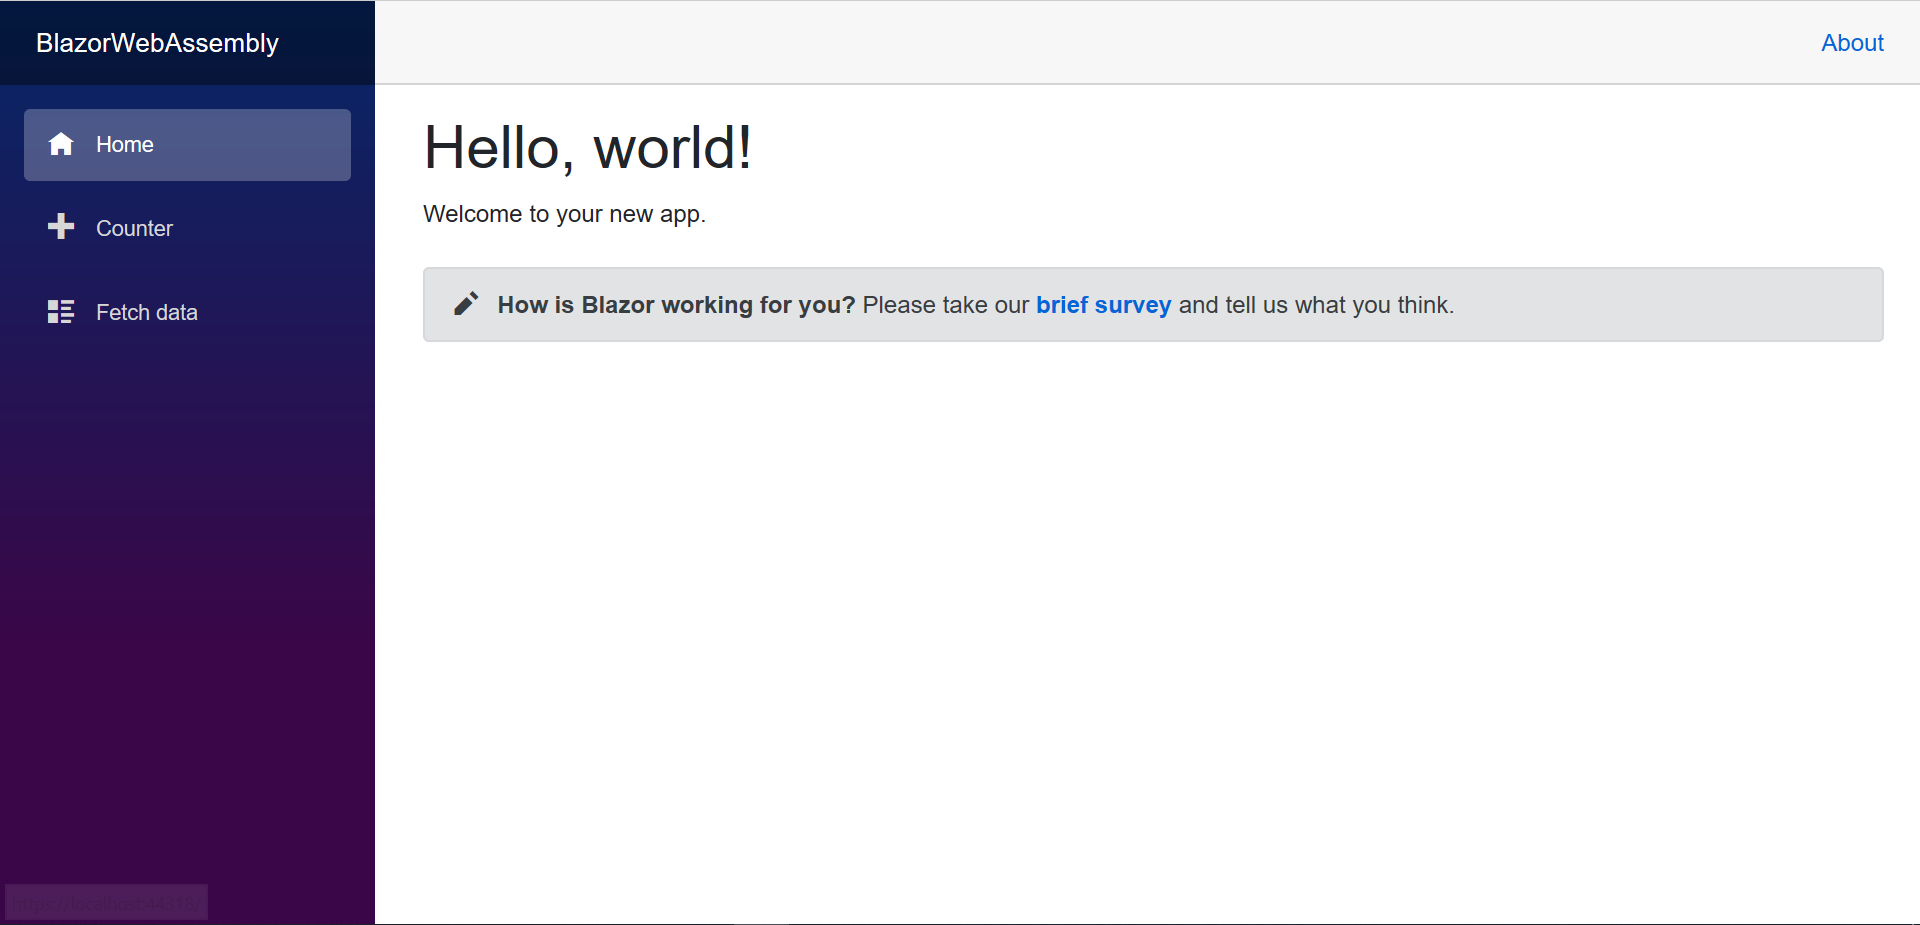 BlazorWebAssembly
About
Home
Counter
Fetch data
Hello, world!
Welcome to your new app.
How is Blazor working for you? Please take our brief survey and tell us what you think.